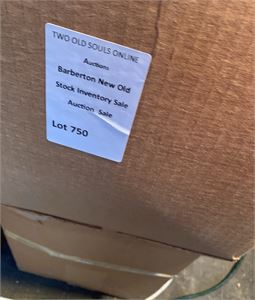 TWO OLD SOULS ONLINE
Auctions
Barberton New Old
Stock Inventory Sale
Auction Sale
Lot 750